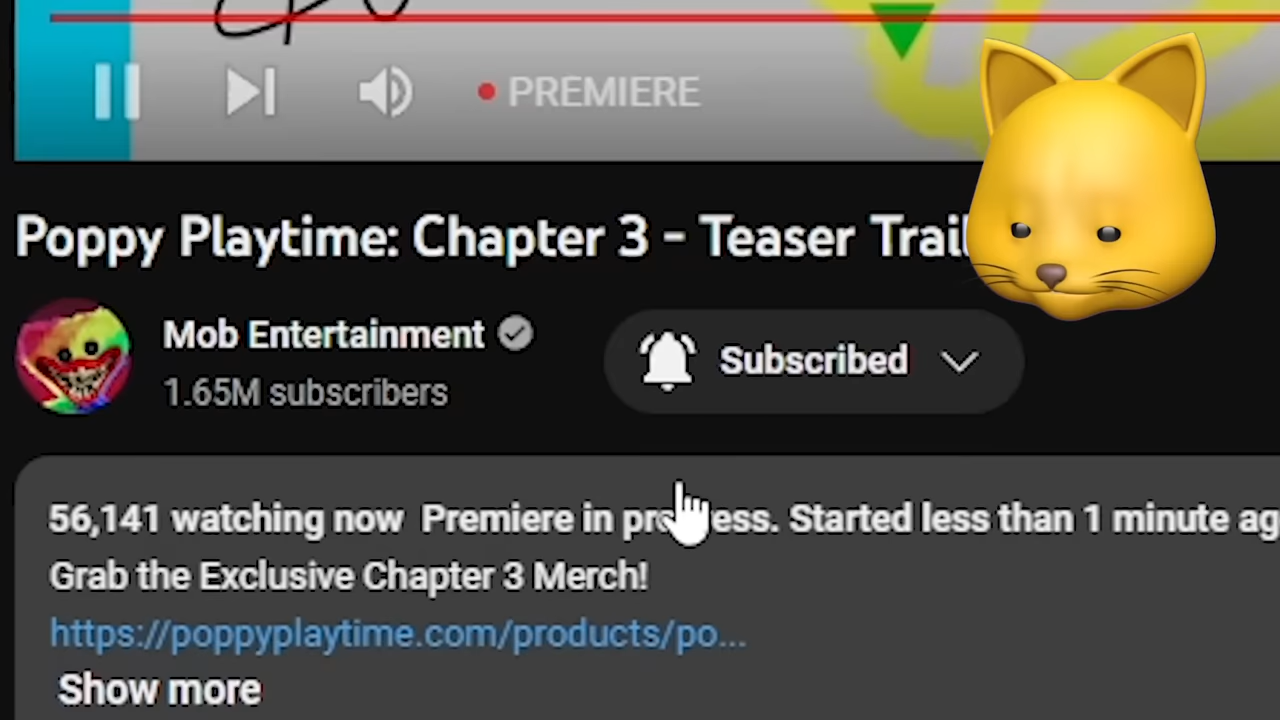 PREMIERE
Poppy Playtime: Chapter 3 - Teaser Trail
Mob Entertainment
1.65M subscribers
Subscribed
56,141 watching now Premiere in pro ess. Started less than 1 minute ag
Grab the Exclusive Chapter 3 Merch!
https://poppyplaytime.com/products/po...
Show more